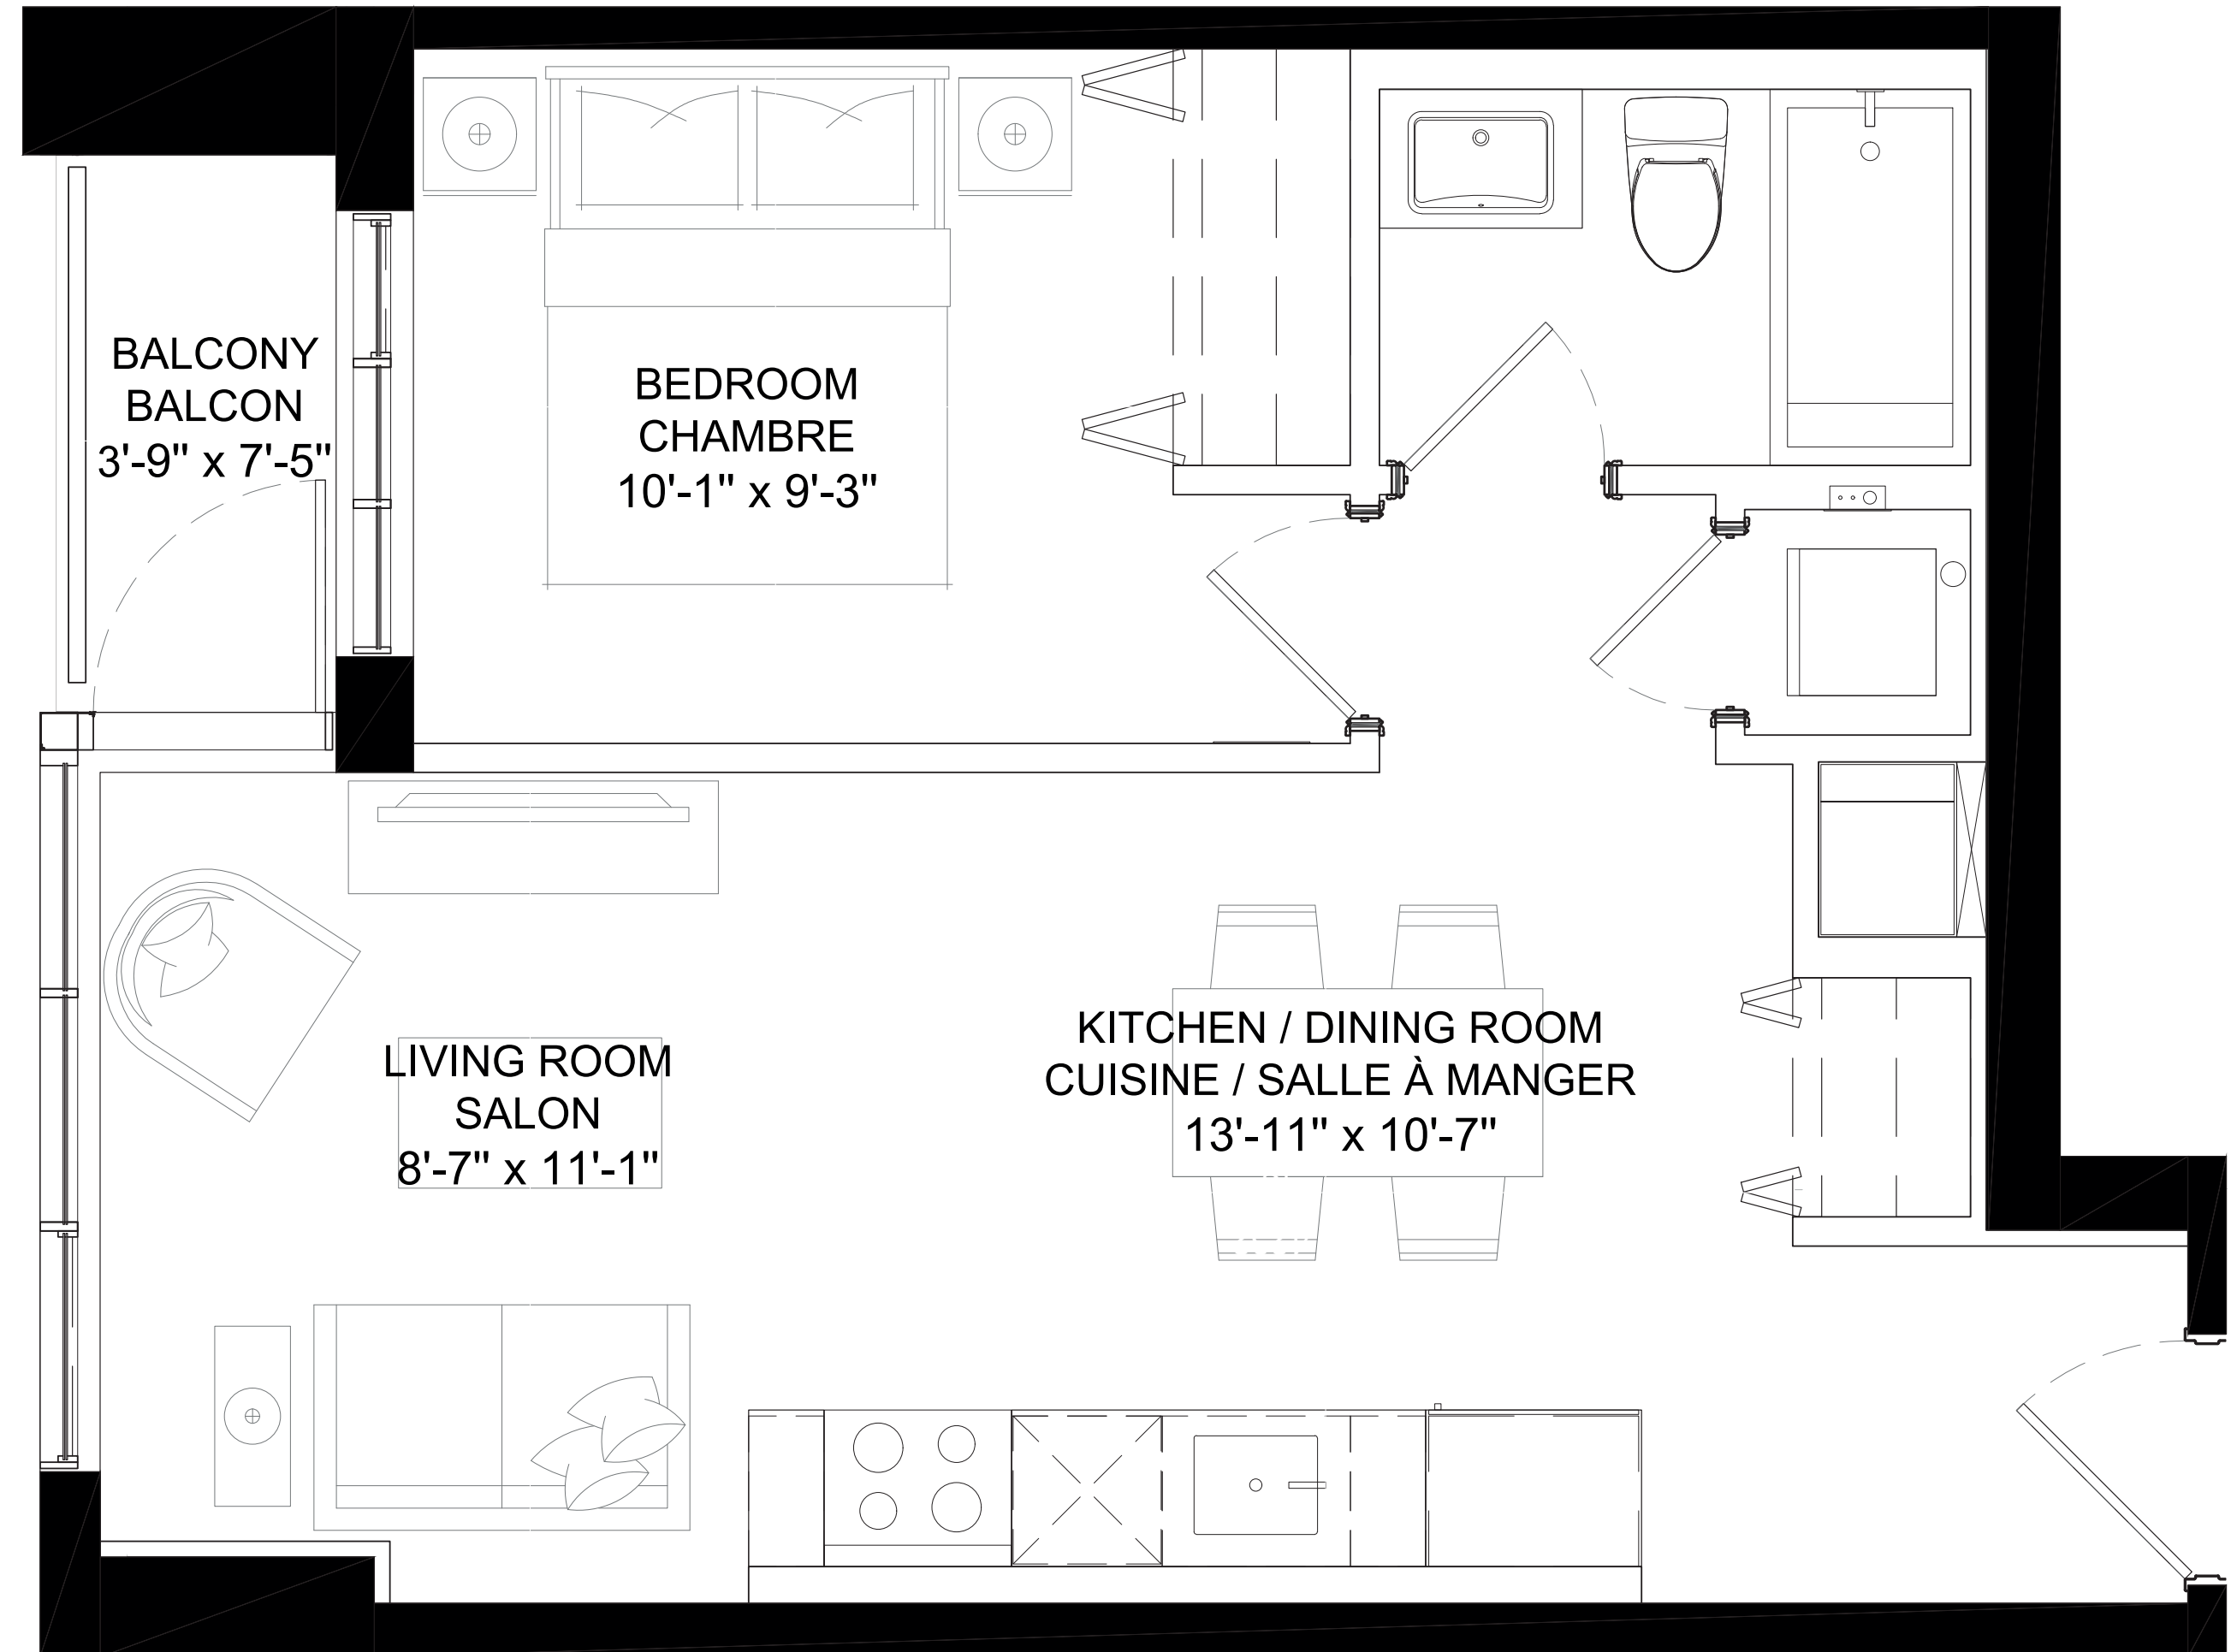 BALCONY
BALCON
3'-9" x 7'-5"
BEDROOM
CHAMBRE
10'-1" x 9'-3"
LIVING ROOM
SALON
8'-7" x 11'-1"
KITCHEN / DINING ROOM
CUISINE / SALLE À MANGER
13'-11" x 10'-7"